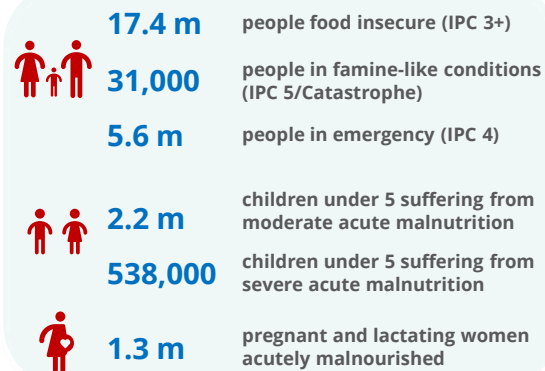 17.4 m people food insecure (IPC 3+)
31,000 people in famine-like conditions
(IPC 5/Catastrophe)
5.6 m people in emergency (IPC 4)
2.2 m children under 5 suffering from
moderate acute malnutrition
538,000 children under 5 suffering from
severe acute malnutrition
1.3 m pregnant and lactating women
acutely malnourished